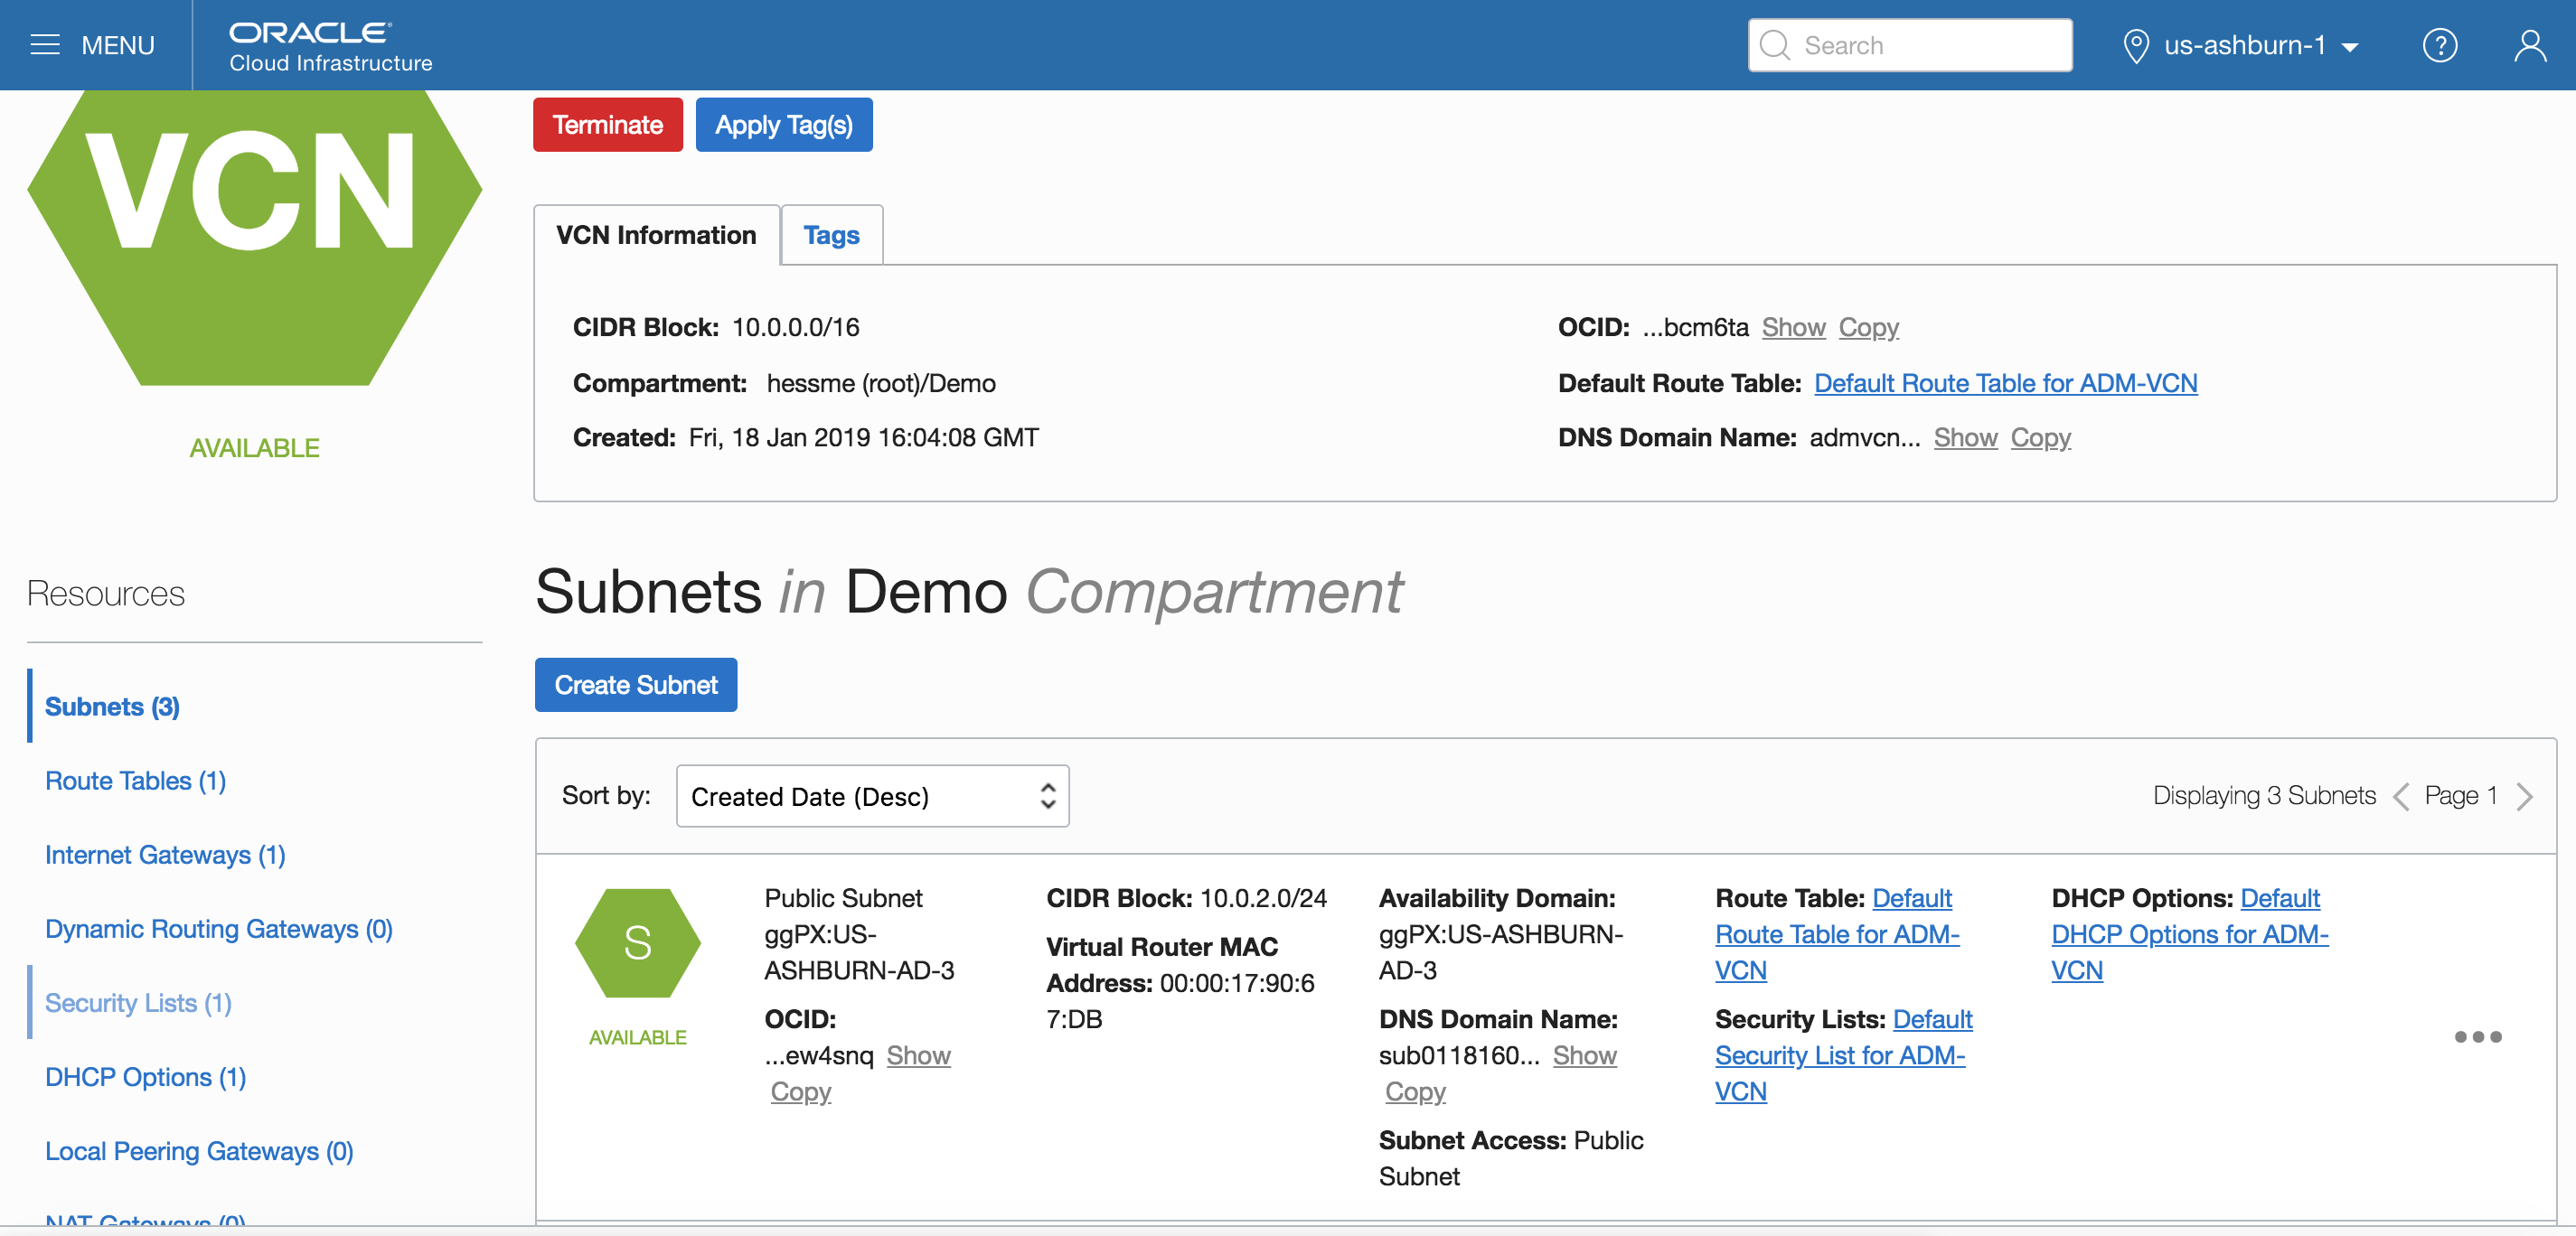 MENU
ORACLE
Cloud Infrastructure
Search
us-ashburn-1
?
VCN
AVAILABLE
Terminate
Apply Tag(s)
VCN Information
Tags
CIDR Block: 10.0.0.0/16
Compartment: hessme (root)/Demo
Created: Fri, 18 Jan 2019 16:04:08 GMT
OCID: ...bcm6ta Show Copy
Default Route Table: Default Route Table for ADM-VCN
DNS Domain Name: admvcn... Show Copy
Resources
Subnets (3)
Route Tables (1)
Internet Gateways (1)
Dynamic Routing Gateways (0)
Security Lists (1)
DHCP Options (1)
Local Peering Gateways (0)
NAT Gateways (0)
Subnets in Demo Compartment
Create Subnet
Sort by:
Created Date (Desc)
Displaying 3 Subnets
Page 1
S
AVAILABLE
Public Subnet
ggPX:US-
ASHBURN-AD-3
OCID:
...ew4snq Show
Copy
CIDR Block: 10.0.2.0/24
Virtual Router MAC
Address: 00:00:17:90:6
7:DB
Availability Domain:
ggPX:US-ASHBURN-
AD-3
DNS Domain Name:
sub0118160... Show
Copy
Subnet Access: Public
Subnet
Route Table: Default
Route Table for ADM-
VCN
Security Lists: Default
Security List for ADM-
VCN
DHCP Options: Default
DHCP Options for ADM-
VCN